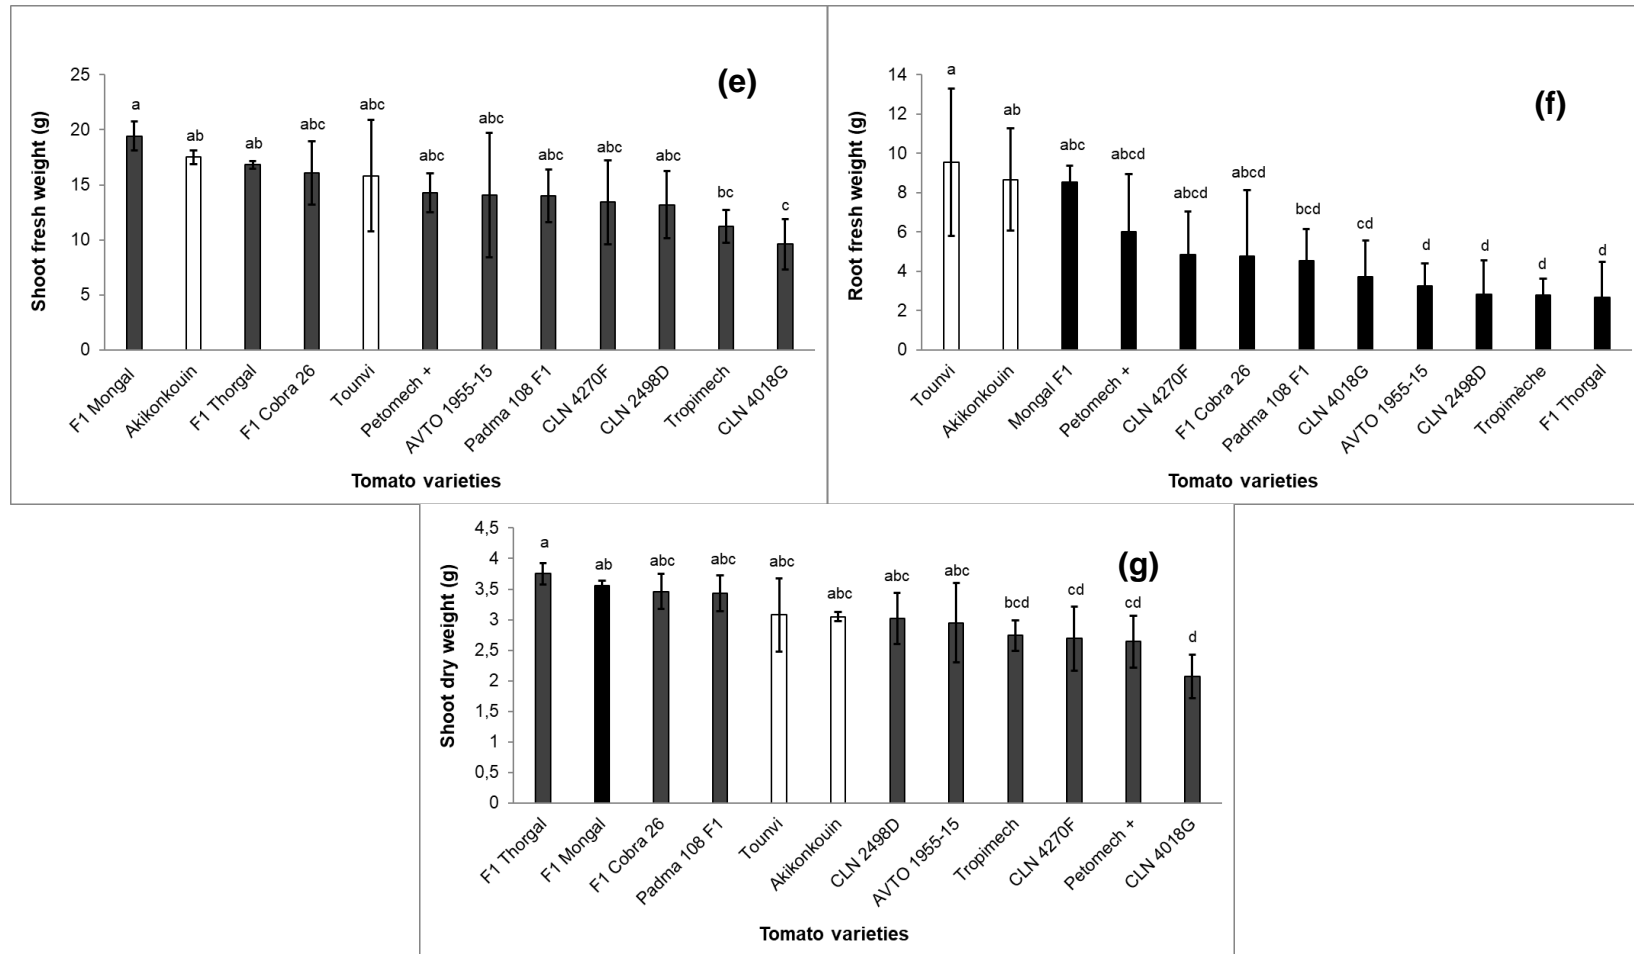 (e)
Shoot fresh weight (g)
25
20
15
10
5
0
a
ab
ab
abc
abc
abc
abc
abc
abc
abc
bc
c
F1 Mongal
Akikonkouin
F1 Thorgal
F1 Cobra 26
Tounvi
Petomech +
AVTO 1955-15
Padma 108 F1
CLN 4270F
CLN 2498D
Tropimech
CLN 4018G
Tomato varieties
(f)
Root fresh weight (g)
14
12
10
8
6
4
2
0
a
ab
abc
abcd
abcd
abcd
bcd
cd
d
d
d
d
Tounvi
Akikonkouin
Mongal F1
Petomech +
CLN 4270F
F1 Cobra 26
Padma 108 F1
CLN 4018G
AVTO 1955-15
CLN 2498D
Tropimèche
F1 Thorgal
Tomato varieties
(g)
Shoot dry weight (g)
4,5
4
3,5
3
2,5
2
1,5
1
0,5
0
a
ab
abc
abc
abc
abc
abc
abc
bcd
cd
cd
d
F1 Thorgal
F1 Mongal
F1 Cobra 26
Padma 108 F1
Tounvi
Akikonkouin
CLN 2498D
AVTO 1955-15
Tropimech
CLN 4270F
Petomech +
CLN 4018G
Tomato varieties